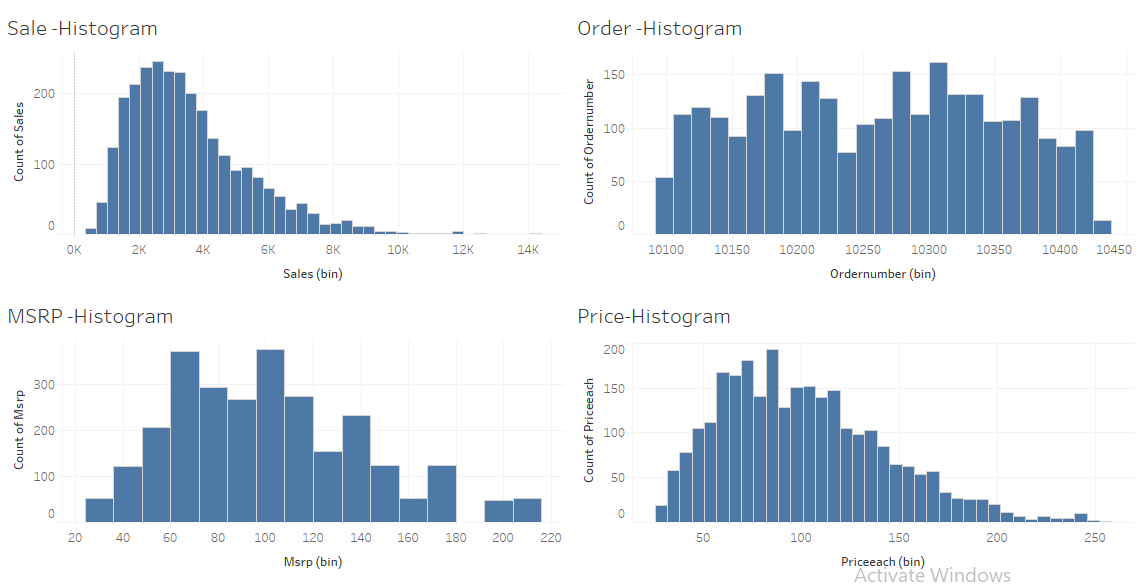 Sale -Histogram
Count of Sales
200
100
0
0K 2K 4K 6K 8K 10K 12K 14K
Sales (bin)
Order -Histogram
Count of Ordernumber
150
100
50
0
10100 10150 10200 10250 10300 10350 10400 10450
Ordernumber (bin)
MSRP -Histogram
Count of Msrp
300
200
100
0
20 40 60 80 100 120 140 160 180 200 220
Msrp (bin)
Price-Histogram
Count of Priceeach
200
150
100
50
0
50 100 150 200 250
Priceeach (bin)
Activate Windows